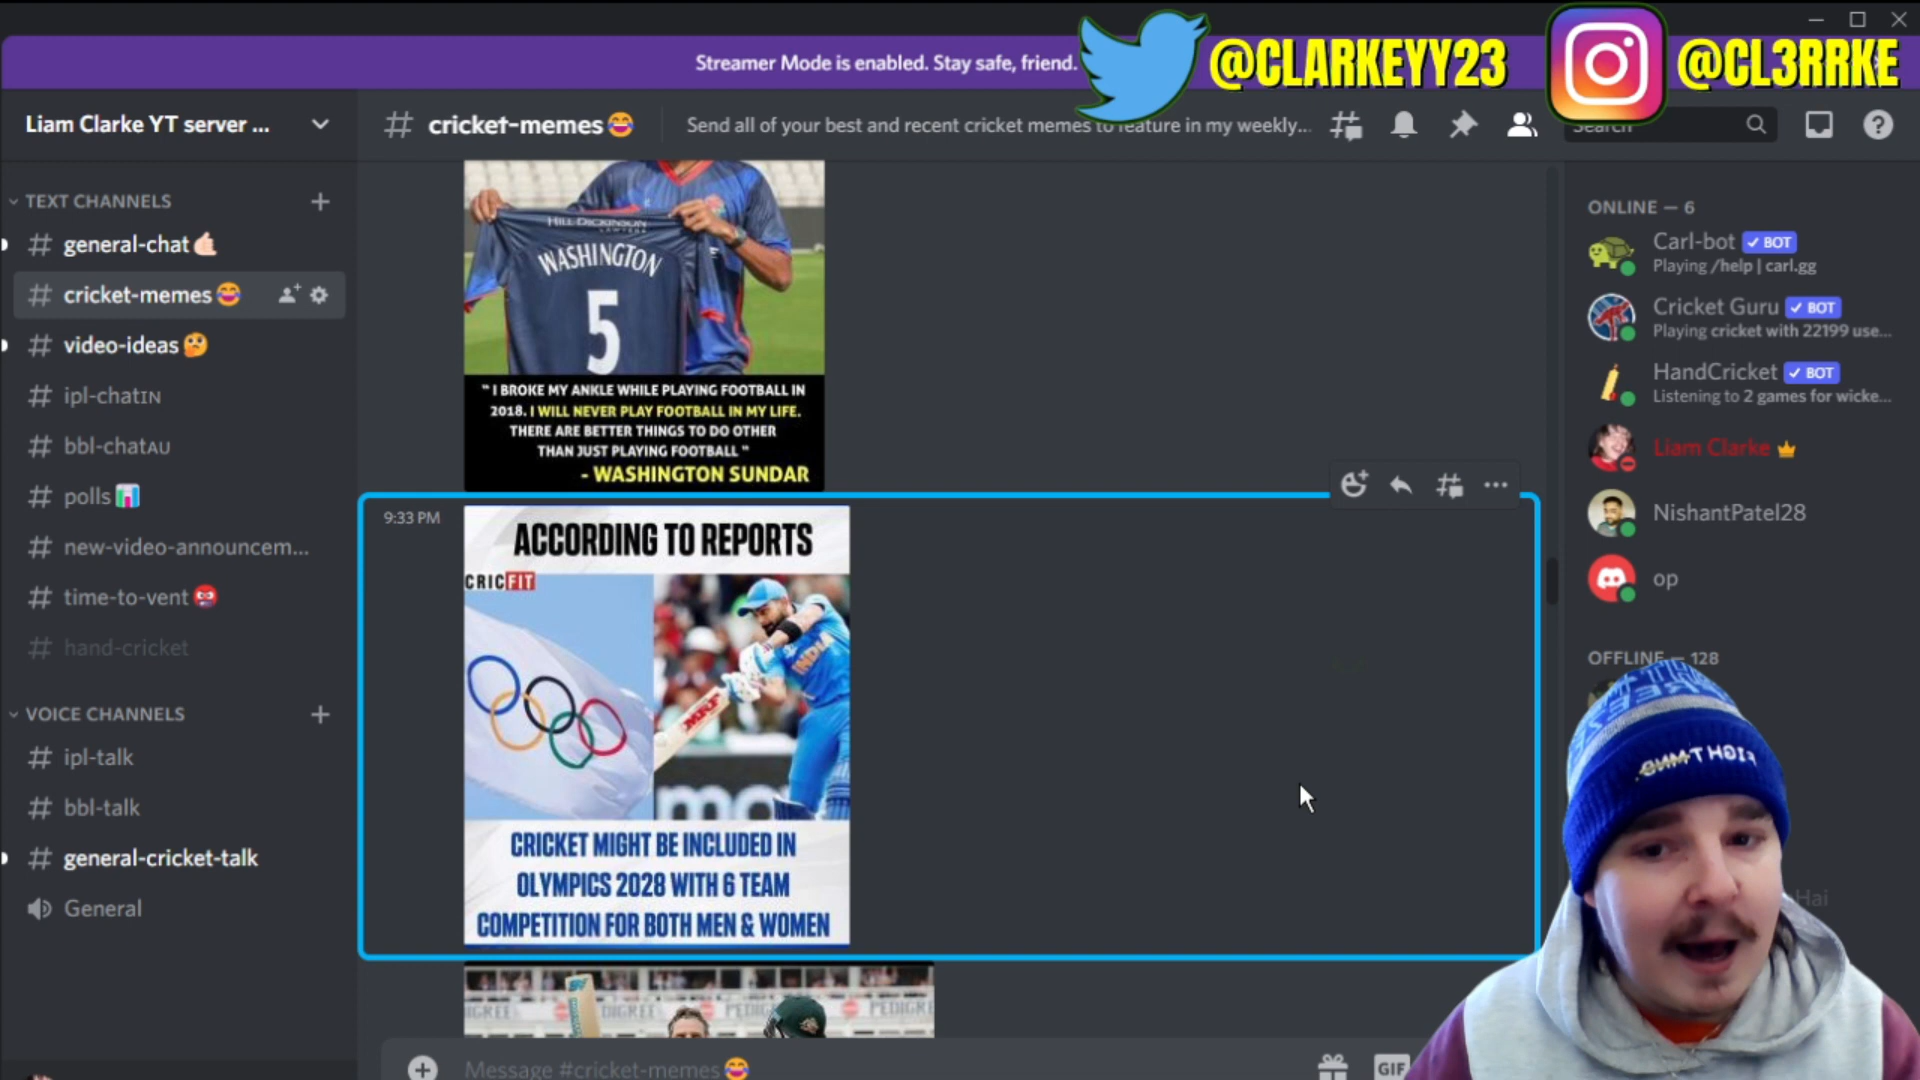 Streamer Mode is enabled. Stay safe, friend.
@CLARKEYY23
@CL3RRKE
Liam Clarke YT server ...
cricket-memes
Send all of your best and recent cricket memes to feature in my weekly...
Search
TEXT CHANNELS
general-chat
cricket-memes
video-ideas
ipl-chatIN
bbl-chatAU
polls
new-video-announcem...
time-to-vent
hand-cricket
VOICE CHANNELS
ipl-talk
bbl-talk
general-cricket-talk
General
HILL DICKINSON
LAWYERS
WASHINGTON
5
" I BROKE MY ANKLE WHILE PLAYING FOOTBALL IN
2018. I WILL NEVER PLAY FOOTBALL IN MY LIFE.
THERE ARE BETTER THINGS TO DO OTHER
THAN JUST PLAYING FOOTBALL "
- WASHINGTON SUNDAR
9:33 PM
ACCORDING TO REPORTS
CRICFIT
MRF
INDIA
CRICKET MIGHT BE INCLUDED IN
OLYMPICS 2028 WITH 6 TEAM
COMPETITION FOR BOTH MEN & WOMEN
PEDIGREE
Message #cricket-memes
GIF
ONLINE — 6
Carl-bot BOT
Playing /help | carl.gg
Cricket Guru BOT
Playing cricket with 22199 use...
HandCricket BOT
Listening to 2 games for wicke...
Liam Clarke
NishantPatel28
op
OFFLINE — 128
Hai